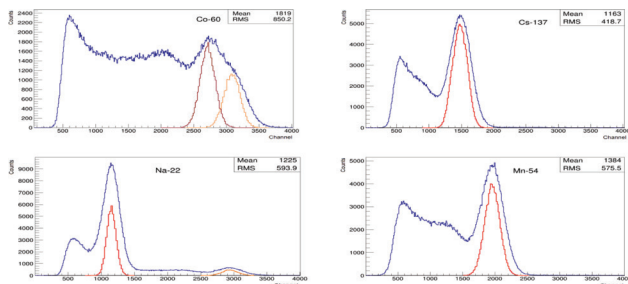 Co-60
Mean 1819
RMS 850.2
Counts
2400
2200
2000
1800
1600
1400
1200
1000
800
600
400
200
0
500 1000 1500 2000 2500 3000 3500 4000
Channel
Cs-137
Mean 1163
RMS 418.7
Counts
5000
4000
3000
2000
1000
0
500 1000 1500 2000 2500 3000 3500 4000
Channel
Na-22
Mean 1225
RMS 593.9
Counts
9000
8000
7000
6000
5000
4000
3000
2000
1000
0
500 1000 1500 2000 2500 3000 3500 4000
Channel
Mn-54
Mean 1384
RMS 575.5
Counts
5000
4000
3000
2000
1000
0
500 1000 1500 2000 2500 3000 3500 4000
Channel